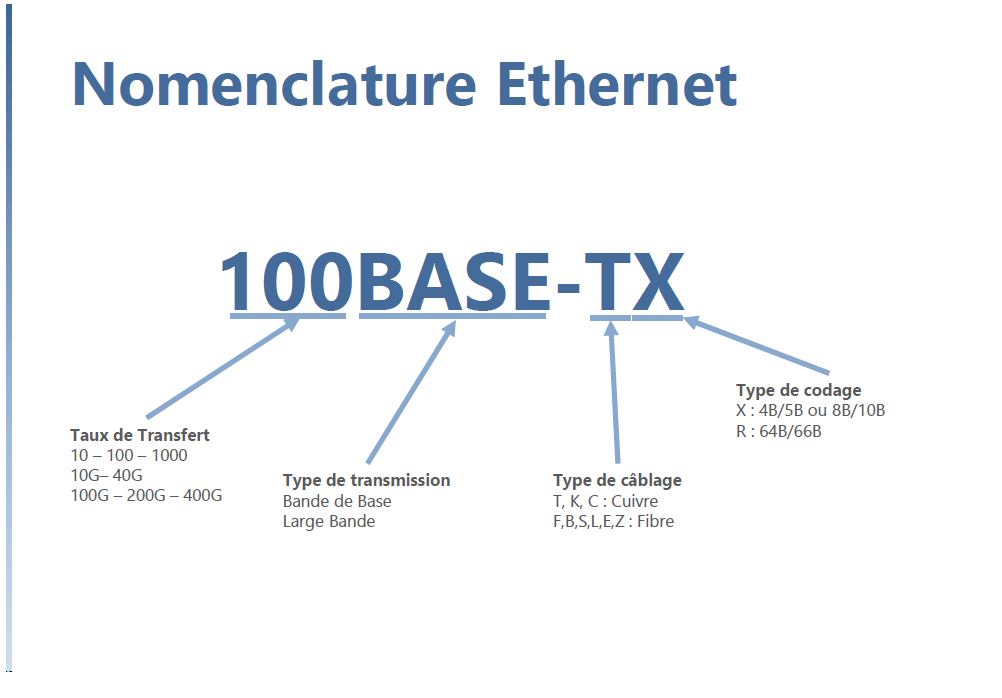 Nomenclature Ethernet
100BASE-TX
Taux de Transfert
10 – 100 – 1000
10G– 40G
100G – 200G – 400G
Type de transmission
Bande de Base
Large Bande
Type de câblage
T, K, C : Cuivre
F,B,S,L,E,Z : Fibre
Type de codage
X : 4B/5B ou 8B/10B
R : 64B/66B